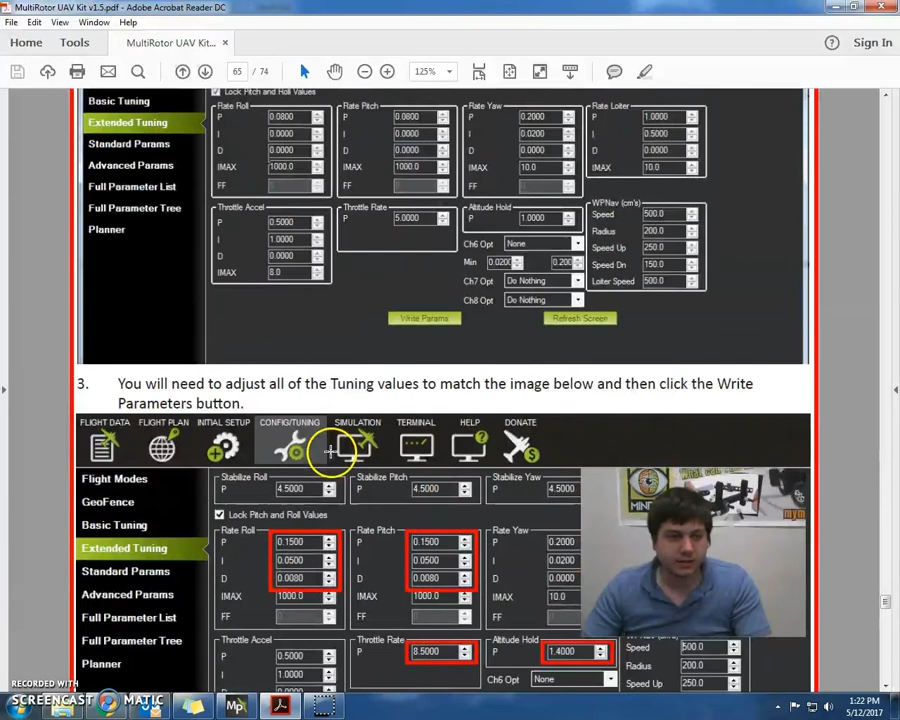 MultiRotor UAV Kit v1.5.pdf - Adobe Acrobat Reader DC
File Edit View Window Help
Home Tools MultiRotor UAV Kit... × Sign In
65 / 74 125%
Basic Tuning
Extended Tuning
Standard Params
Advanced Params
Full Parameter List
Full Parameter Tree
Planner
Lock Pitch and Roll Values
Rate Roll
P 0.0800
I 0.0000
D 0.0000
IMAX 1000.0
FF
Rate Pitch
P 0.0800
I 0.0000
D 0.0000
IMAX 1000.0
FF
Rate Yaw
P 0.2000
I 0.0200
D 0.0000
IMAX 10.0
FF
Rate Loiter
P 1.0000
I 0.5000
D 0.0000
IMAX 10.0
Throttle Accel
P 0.5000
I 1.0000
D 0.0000
IMAX 8.0
Throttle Rate
P 5.0000
Altitude Hold
P 1.0000
Ch6 Opt None
Min 0.0200 0.200
Ch7 Opt Do Nothing
Ch8 Opt Do Nothing
WPNav (cm's)
Speed 500.0
Radius 200.0
Speed Up 250.0
Speed Dn 150.0
Loiter Speed 500.0
Write Params Refresh Screen
3. You will need to adjust all of the Tuning values to match the image below and then click the Write
Parameters button.
FLIGHT DATA FLIGHT PLAN INITIAL SETUP CONFIG/TUNING SIMULATION TERMINAL HELP DONATE
Flight Modes
GeoFence
Basic Tuning
Extended Tuning
Standard Params
Advanced Params
Full Parameter List
Full Parameter Tree
Planner
Stabilize Roll
P 4.5000
Stabilize Pitch
P 4.5000
Stabilize Yaw
P 4.5000
Lock Pitch and Roll Values
Rate Roll
P 0.1500
I 0.0500
D 0.0080
IMAX 1000.0
FF
Rate Pitch
P 0.1500
I 0.0500
D 0.0080
IMAX 1000.0
FF
Rate Yaw
P 0.2000
I 0.0200
D 0.0000
IMAX 10.0
FF
Throttle Accel
P 0.5000
I 1.0000
Throttle Rate
P 8.5000
Altitude Hold
P 1.4000
Ch6 Opt None
Speed 500.0
Radius 200.0
Speed Up 250.0
MIND
RECORDED WITH
SCREENCAST MATIC
Mp
1:22 PM
5/12/2017